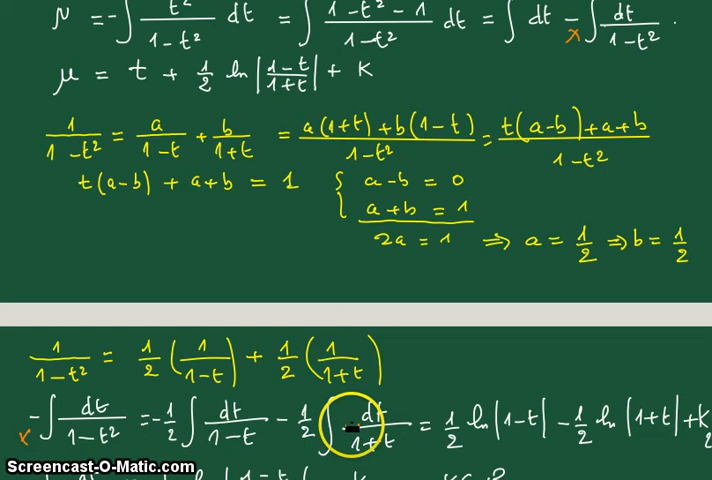 μ = -∫ t²/(1-t²) dt = ∫ (1-t²-1)/(1-t²) dt = ∫ dt - ∫ dt/(1-t²) .
x
μ = t + 1/2 ln|(1-t)/(1+t)| + K
1/(1-t²) = a/(1-t) + b/(1+t) = (a(1+t)+b(1-t))/(1-t²) = (t(a-b)+a+b)/(1-t²)
t(a-b) + a+b = 1 { a-b = 0
a+b = 1
2a = 1 ⇒ a = 1/2 ⇒ b = 1/2
1/(1-t²) = 1/2 (1/(1-t)) + 1/2 (1/(1+t))
x -∫ dt/(1-t²) = -1/2 ∫ dt/(1-t) - 1/2 ∫ dt/(1+t) = 1/2 ln|1-t| - 1/2 ln|1+t| + K
Screencast-O-Matic.com